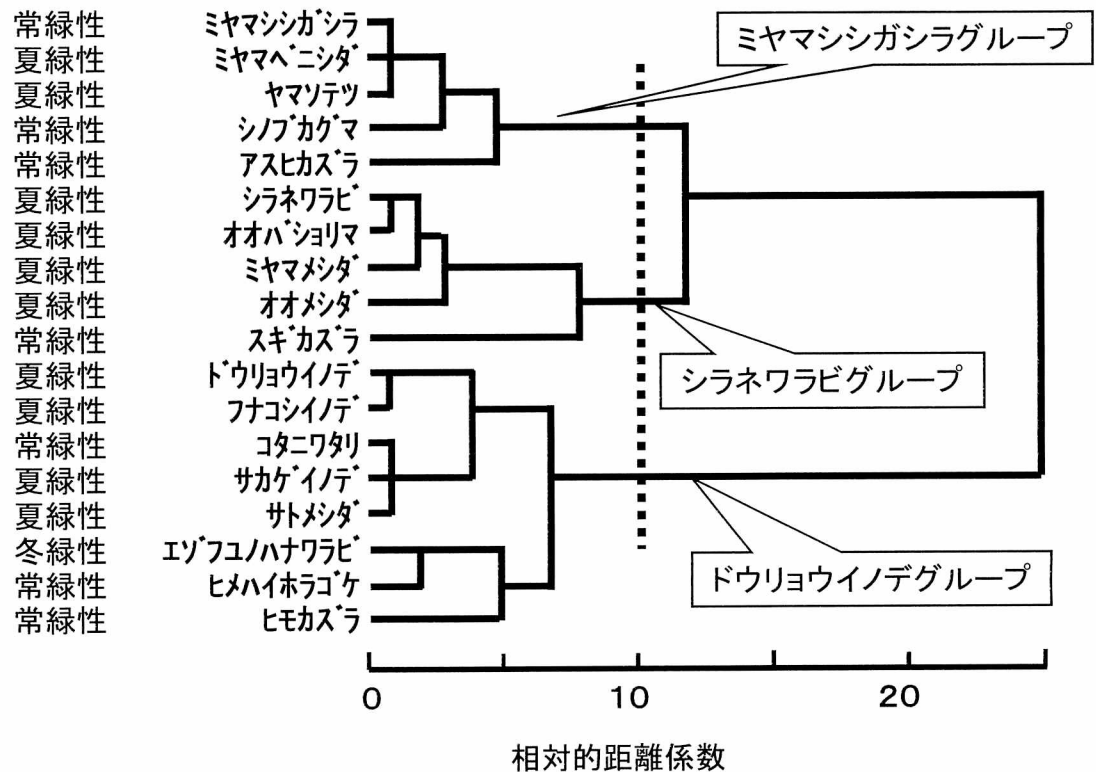 常緑性 ミヤマシシガシラ
夏緑性 ミヤマベニシダ
夏緑性 ヤマソテツ
常緑性 シノブカグマ
常緑性 アスヒカズラ
夏緑性 シラネワラビ
夏緑性 オオバショリマ
夏緑性 ミヤマメシダ
夏緑性 オオメシダ
常緑性 スギカズラ
夏緑性 ドウリョウイノデ
夏緑性 フナコシイノデ
常緑性 コタニワタリ
夏緑性 サカゲイノデ
夏緑性 サトメシダ
冬緑性 エゾフユノハナワラビ
常緑性 ヒメハイホラゴケ
常緑性 ヒモカズラ
ミヤマシシガシラグループ
シラネワラビグループ
ドウリョウイノデグループ
0 10 20
相対的距離係数